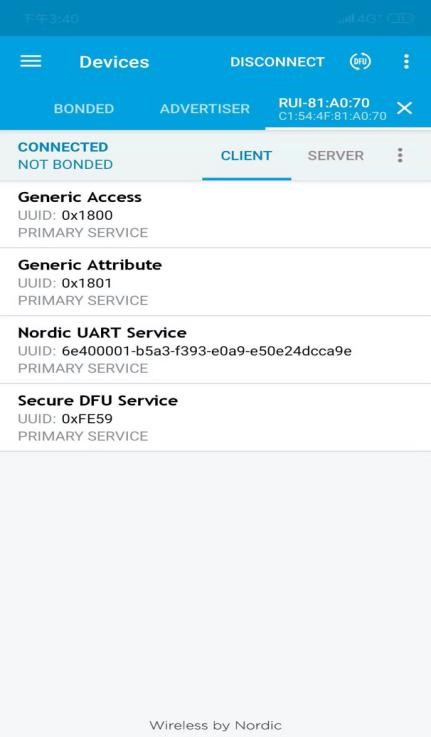 下午3:40
4G+
Devices
DISCONNECT
DFU
BONDED
ADVERTISER
RUI-81:A0:70
C1:54:4F:81:A0:70
CONNECTED
NOT BONDED
CLIENT
SERVER
Generic Access
UUID: 0x1800
PRIMARY SERVICE
Generic Attribute
UUID: 0x1801
PRIMARY SERVICE
Nordic UART Service
UUID: 6e400001-b5a3-f393-e0a9-e50e24dcca9e
PRIMARY SERVICE
Secure DFU Service
UUID: 0xFE59
PRIMARY SERVICE
Wireless by Nordic